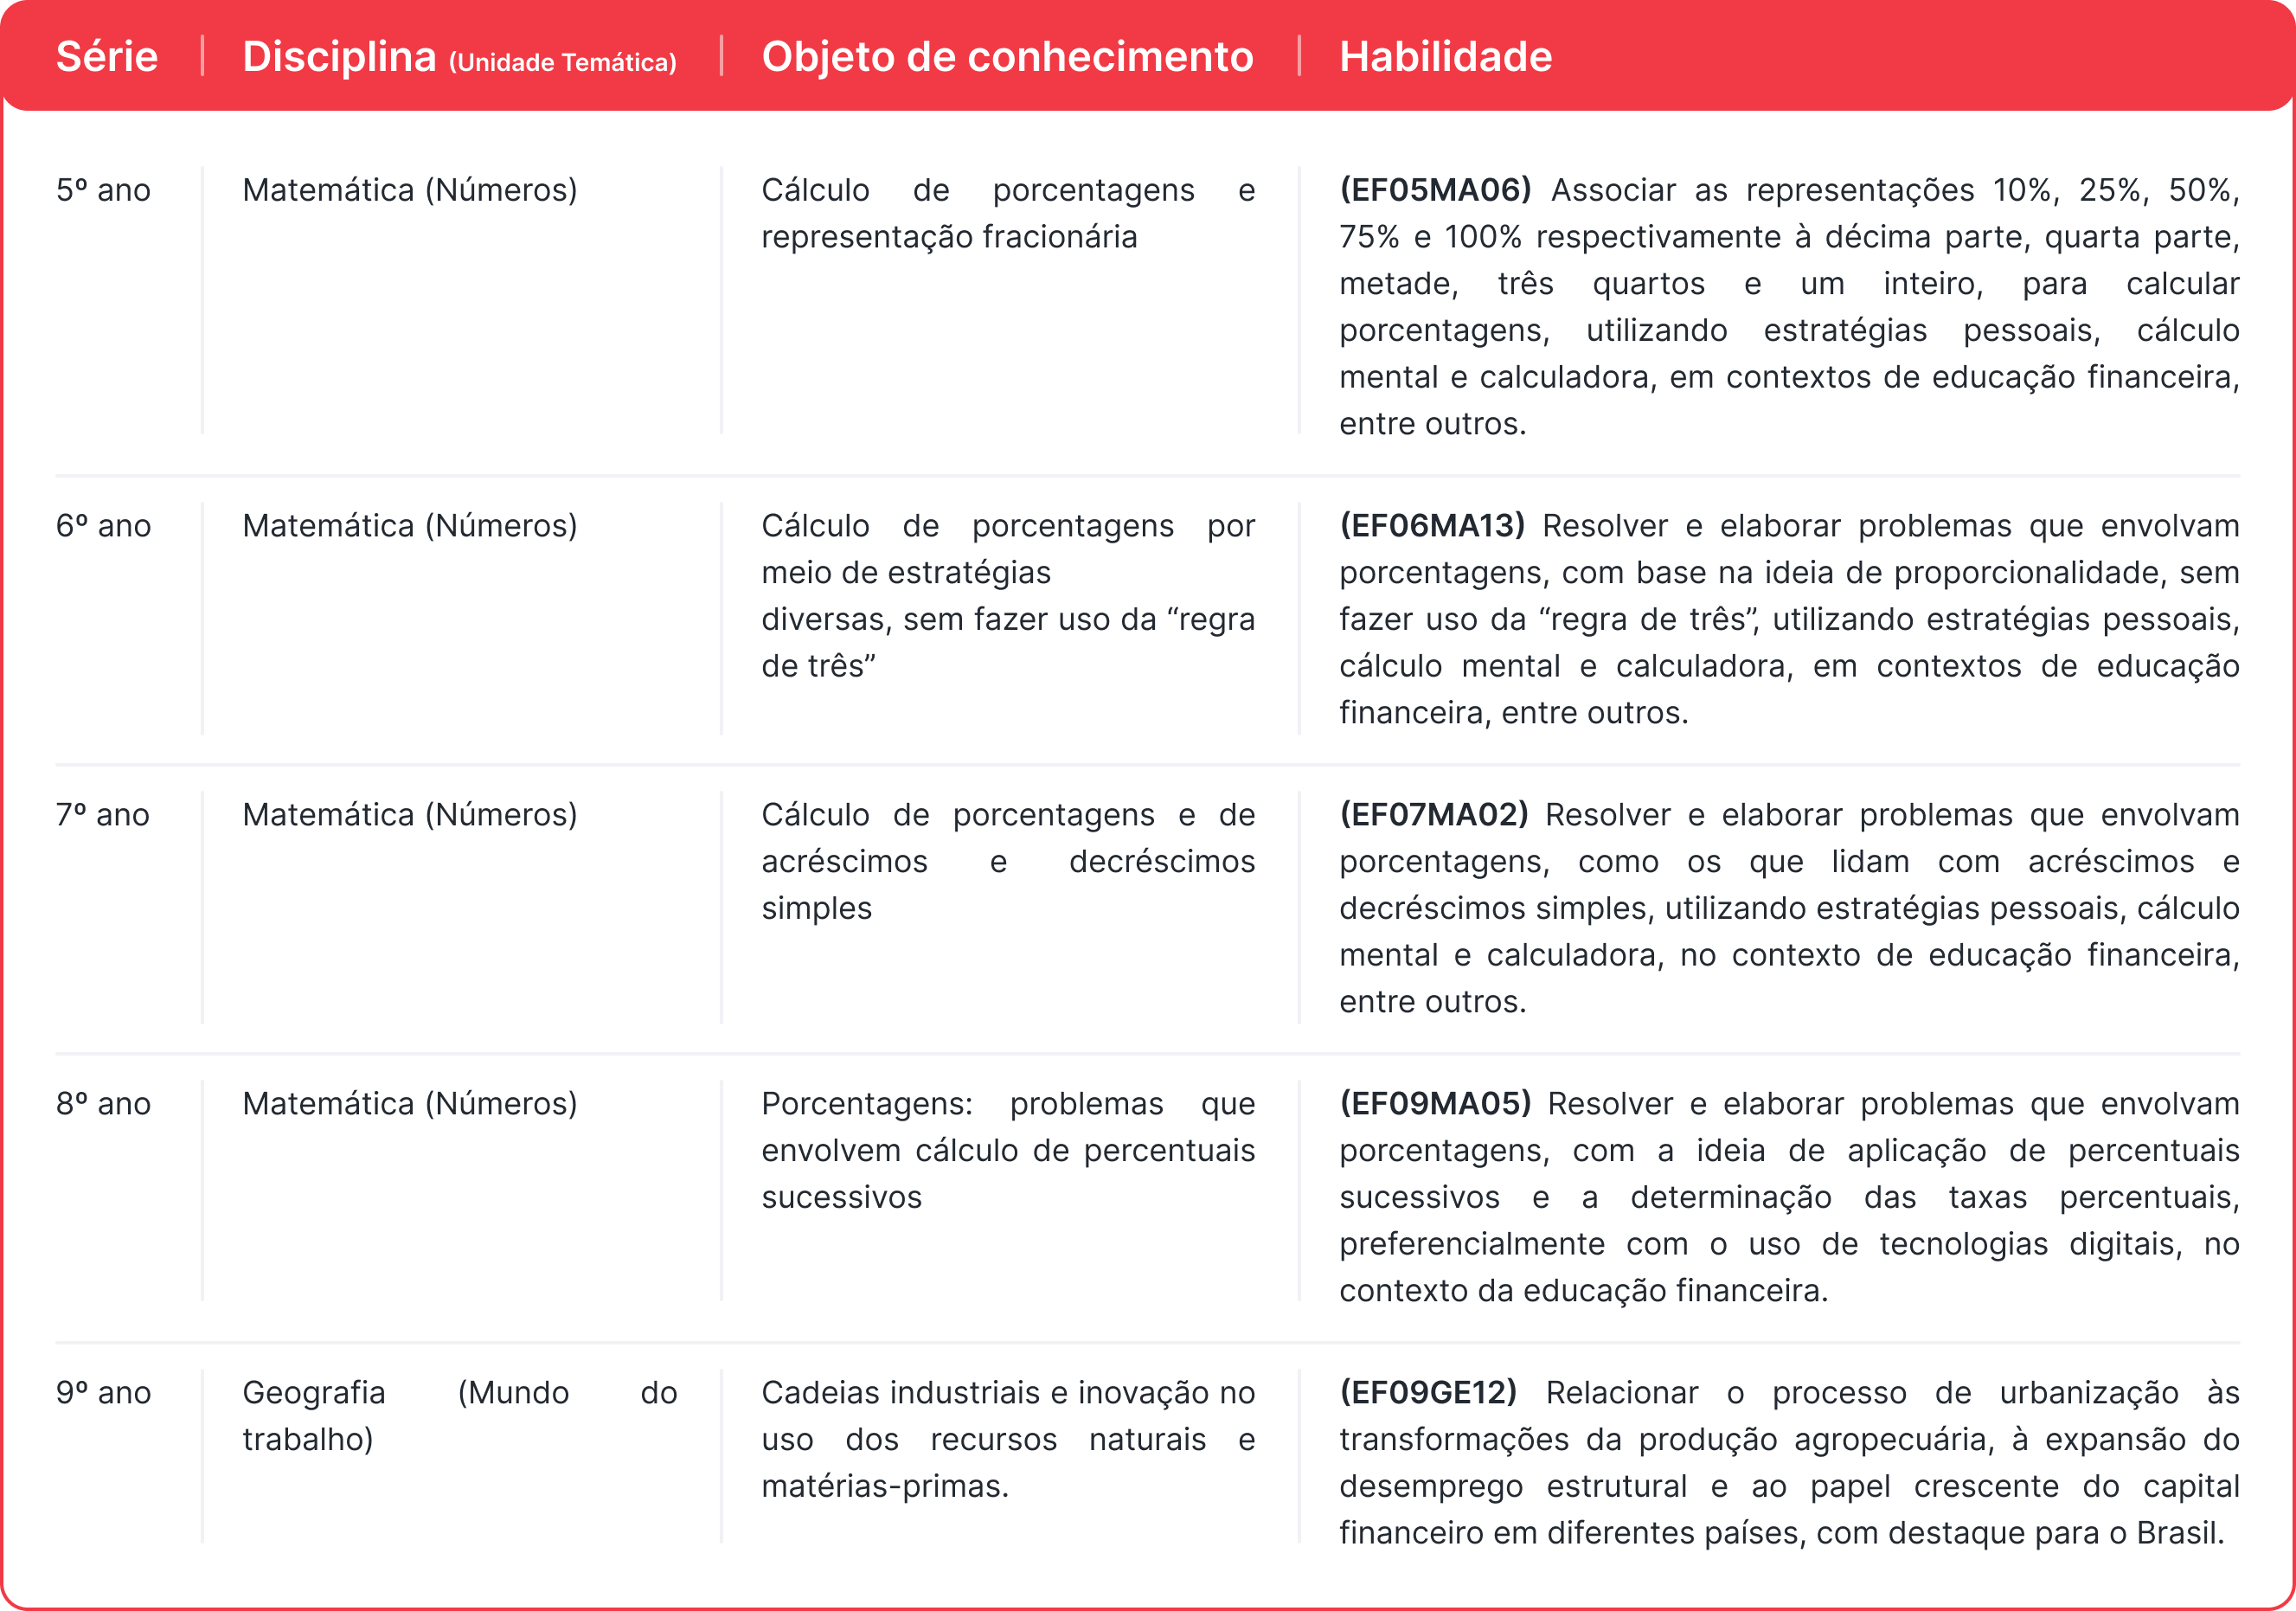 Série
Disciplina (Unidade Temática)
Objeto de conhecimento
Habilidade
5º ano
Matemática (Números)
Cálculo de porcentagens e
representação fracionária
(EF05MA06) Associar as representações 10%, 25%, 50%,
75% e 100% respectivamente à décima parte, quarta parte,
metade, três quartos e um inteiro, para calcular
porcentagens, utilizando estratégias pessoais, cálculo
mental e calculadora, em contextos de educação financeira,
entre outros.
6º ano
Matemática (Números)
Cálculo de porcentagens por
meio de estratégias
diversas, sem fazer uso da “regra
de três”
(EF06MA13) Resolver e elaborar problemas que envolvam
porcentagens, com base na ideia de proporcionalidade, sem
fazer uso da “regra de três”, utilizando estratégias pessoais,
cálculo mental e calculadora, em contextos de educação
financeira, entre outros.
7º ano
Matemática (Números)
Cálculo de porcentagens e de
acréscimos e decréscimos
simples
(EF07MA02) Resolver e elaborar problemas que envolvam
porcentagens, como os que lidam com acréscimos e
decréscimos simples, utilizando estratégias pessoais, cálculo
mental e calculadora, no contexto de educação financeira,
entre outros.
8º ano
Matemática (Números)
Porcentagens: problemas que
envolvem cálculo de percentuais
sucessivos
(EF09MA05) Resolver e elaborar problemas que envolvam
porcentagens, com a ideia de aplicação de percentuais
sucessivos e a determinação das taxas percentuais,
preferencialmente com o uso de tecnologias digitais, no
contexto da educação financeira.
9º ano
Geografia (Mundo do
trabalho)
Cadeias industriais e inovação no
uso dos recursos naturais e
matérias-primas.
(EF09GE12) Relacionar o processo de urbanização às
transformações da produção agropecuária, à expansão do
desemprego estrutural e ao papel crescente do capital
financeiro em diferentes países, com destaque para o Brasil.